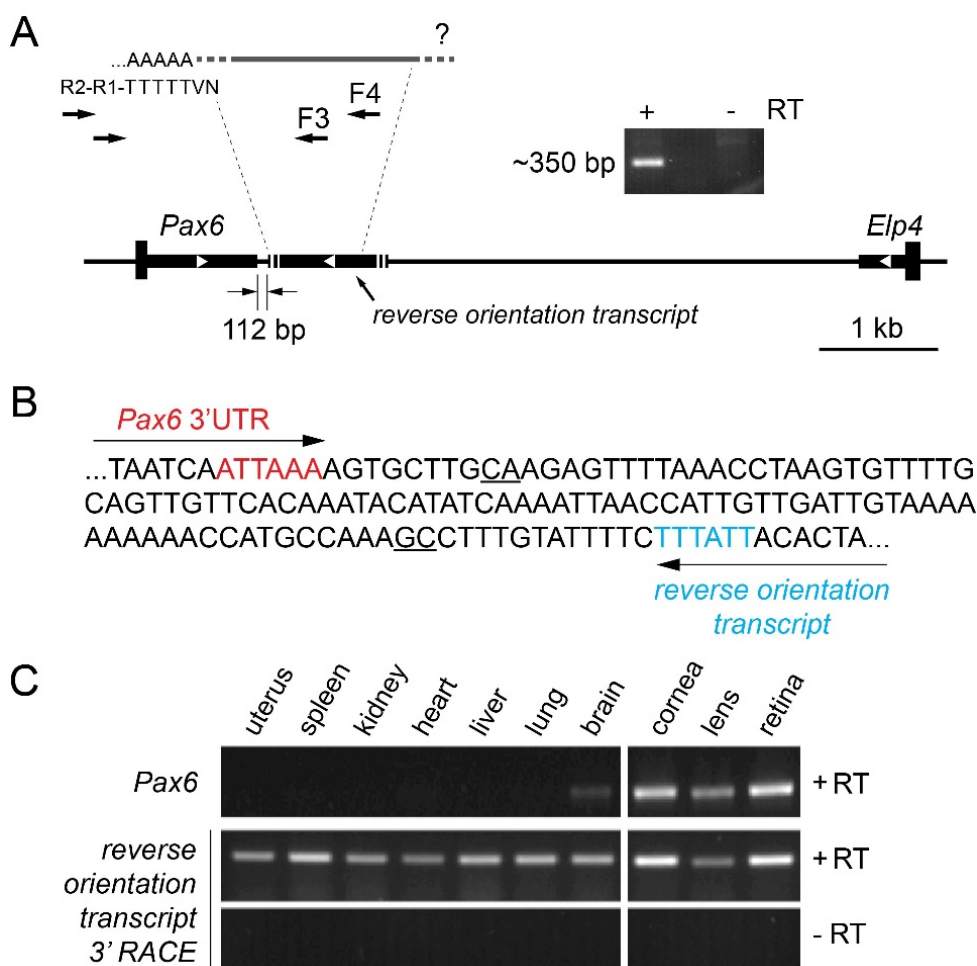 A
?
...AAAAA
R2-R1-TTTTTVN
F3
F4
+ - RT
~350 bp
Pax6
Elp4
112 bp
reverse orientation transcript
1 kb
B
Pax6 3'UTR
...TAATCAATTAAAAGTGCTTGCAAGAGTTTTAAACCTAAGTGTTTTG
CAGTTGTTCACAAATACATATCAAAATTAACCATTGTTGATTGTAAAA
AAAAAACCATGCCAAAGCCTTTGTATTTTCTTTATTACACTA...
reverse orientation
transcript
C
uterus
spleen
kidney
heart
liver
lung
brain
cornea
lens
retina
Pax6
+ RT
reverse
orientation
transcript
3' RACE
+ RT
- RT